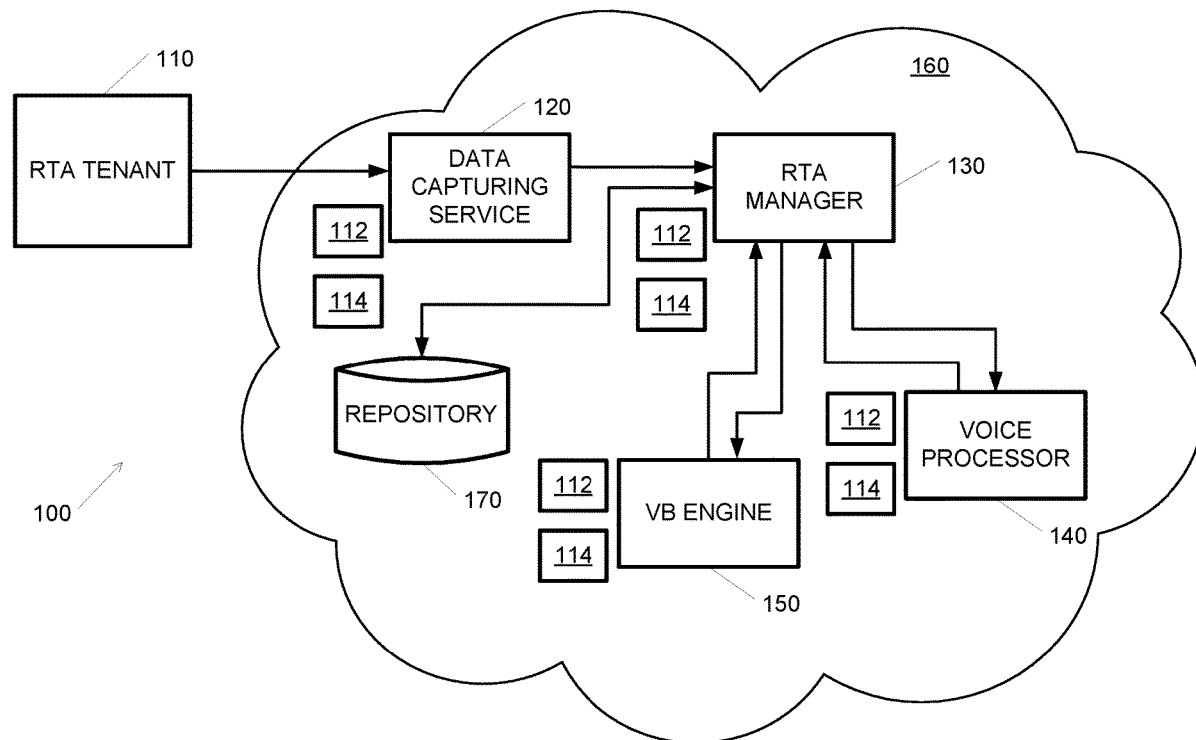 110
160
120
RTA TENANT
DATA
CAPTURING
SERVICE
RTA
MANAGER
130
112
112
114
114
REPOSITORY
112
VOICE
PROCESSOR
100
170
112
VB ENGINE
114
140
114
150